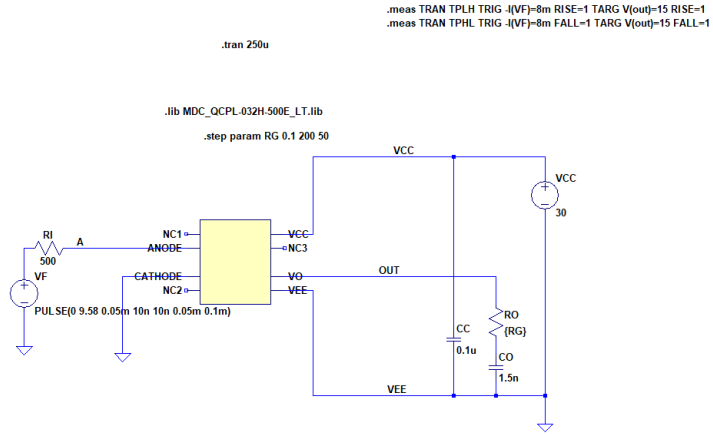 .meas TRAN TPLH TRIG -I(VF)=8m RISE=1 TARG V(out)=15 RISE=1
.meas TRAN TPHL TRIG -I(VF)=8m FALL=1 TARG V(out)=15 FALL=1
.tran 250u
.lib MDC_QCPL-032H-500E_LT.lib
.step param RG 0.1 200 50
VCC
VCC
30
RI
500
A
NC1
ANODE
CATHODE
NC2
VCC
NC3
VO
VEE
OUT
VF
PULSE(0 9.58 0.05m 10n 10n 0.05m 0.1m)
RO
{RG}
CC
0.1u
CO
1.5n
VEE